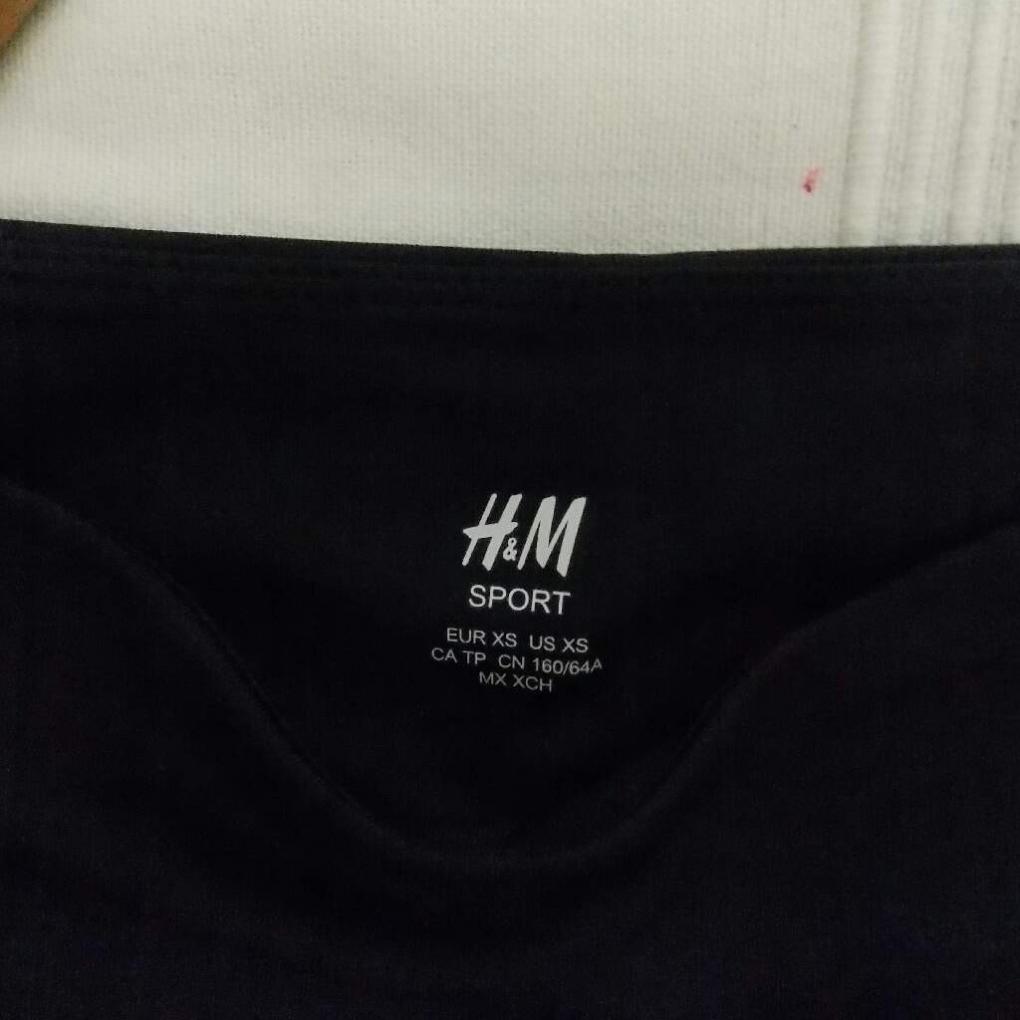 H&M
SPORT
EUR XS US XS
CA TP CN 160/64A
MX XCH